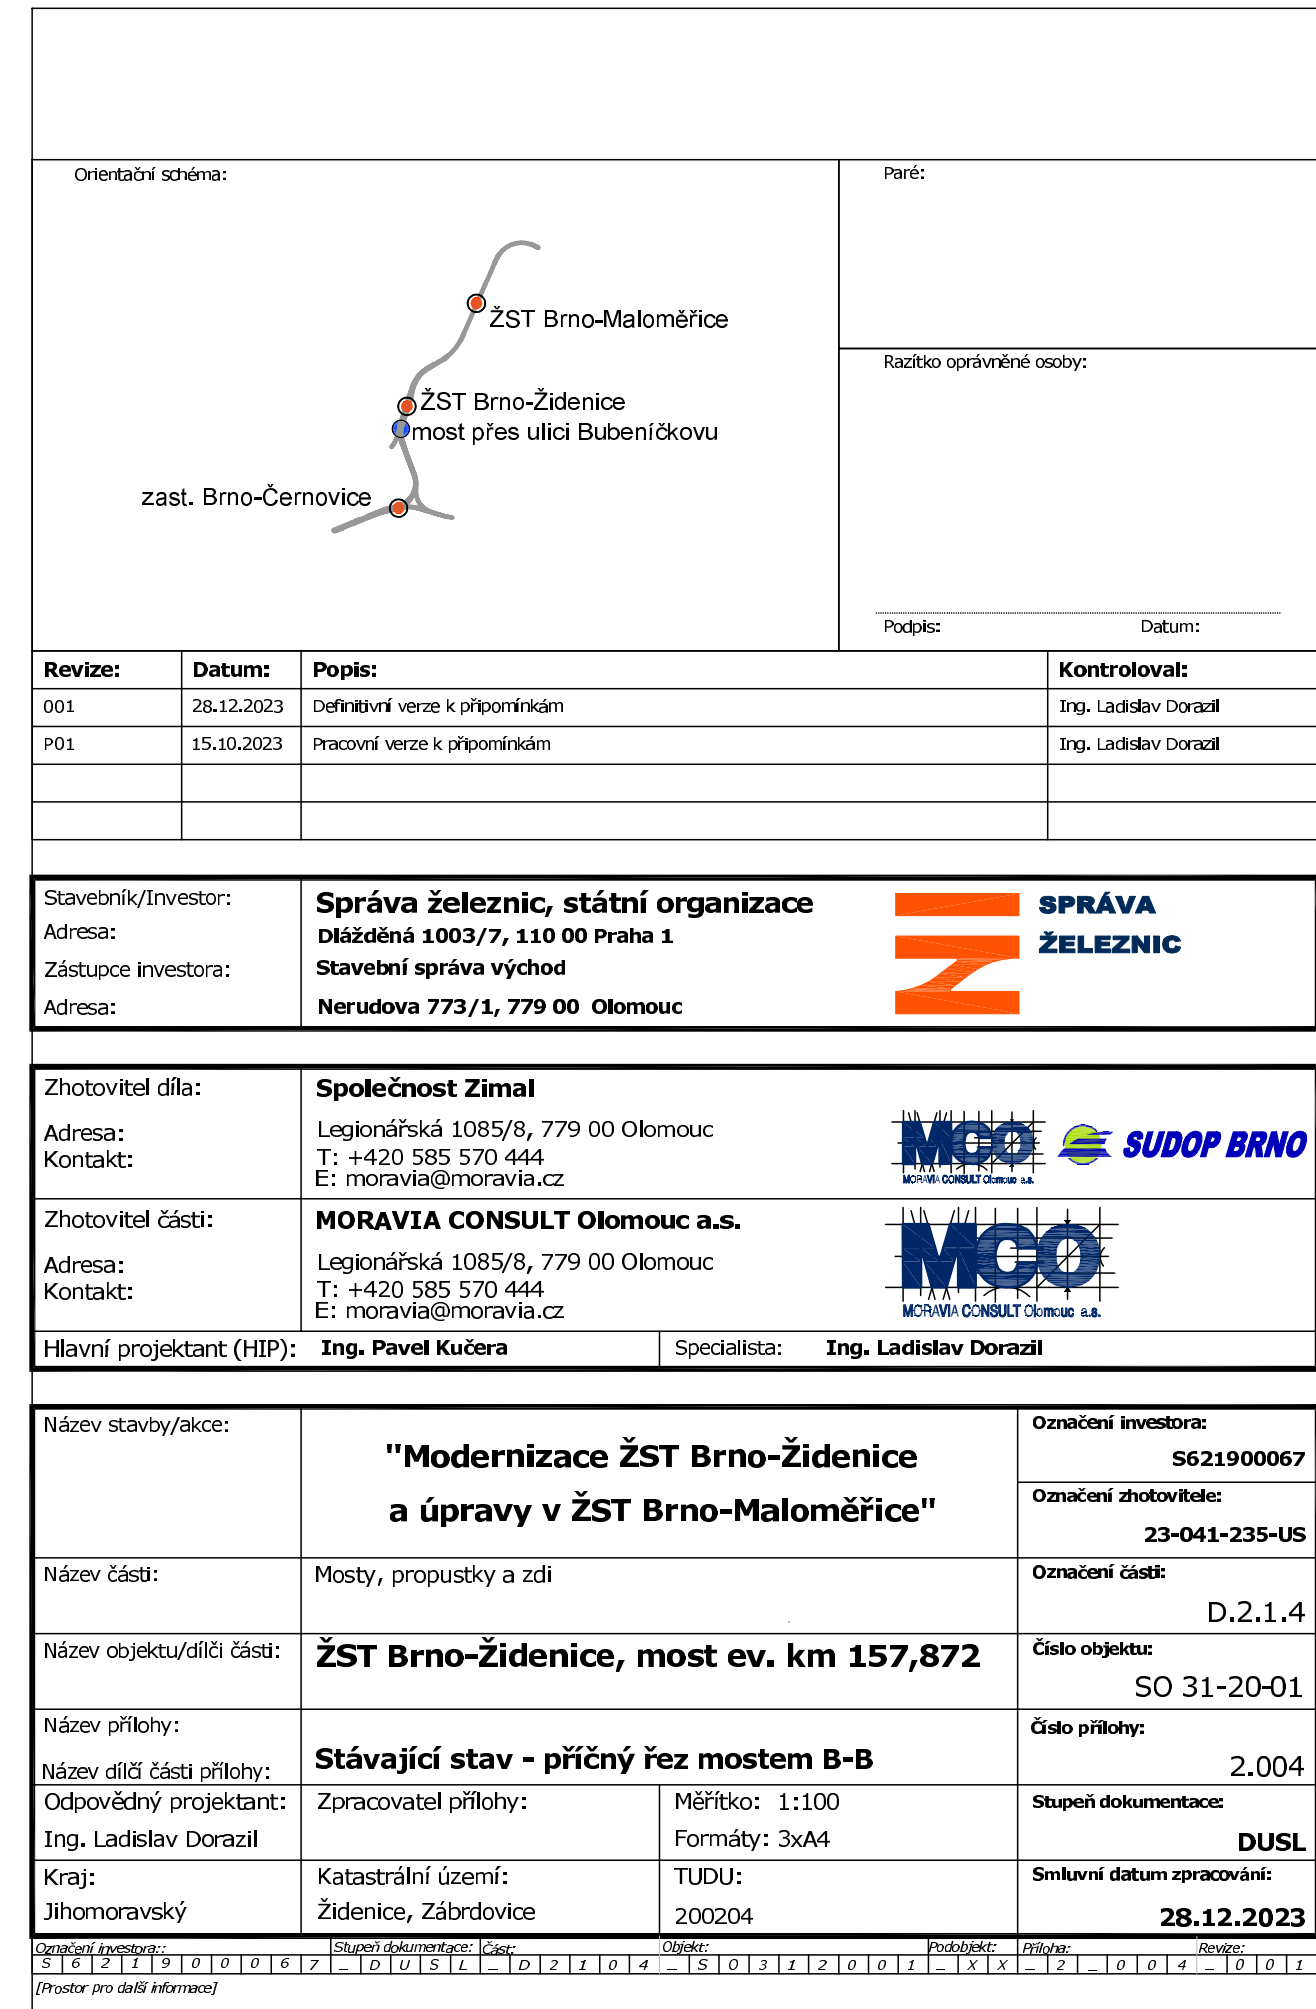 Orientační schéma:
Paré:
ŽST Brno-Maloměřice
ŽST Brno-Židenice
most přes ulici Bubeníčkovu
zast. Brno-Černovice
Razítko oprávněné osoby:
Podpis: Datum:
Revize: Datum: Popis: Kontroloval:
001 28.12.2023 Definitivní verze k připomínkám Ing. Ladislav Dorazil
P01 15.10.2023 Pracovní verze k připomínkám Ing. Ladislav Dorazil
Stavebník/Investor: Správa železnic, státní organizace
Adresa: Dlážděná 1003/7, 110 00 Praha 1
Zástupce investora: Stavební správa východ
Adresa: Nerudova 773/1, 779 00 Olomouc
SPRÁVA
ŽELEZNIC
Zhotovitel díla: Společnost Zimal
Adresa: Legionářská 1085/8, 779 00 Olomouc
Kontakt: T: +420 585 570 444
E: moravia@moravia.cz
MCO
MORAVIA CONSULT Olomouc a.s.
SUDOP BRNO
Zhotovitel části: MORAVIA CONSULT Olomouc a.s.
Adresa: Legionářská 1085/8, 779 00 Olomouc
Kontakt: T: +420 585 570 444
E: moravia@moravia.cz
MCO
MORAVIA CONSULT Olomouc a.s.
Hlavní projektant (HIP): Ing. Pavel Kučera Specialista: Ing. Ladislav Dorazil
Název stavby/akce:
"Modernizace ŽST Brno-Židenice
a úpravy v ŽST Brno-Maloměřice"
Označení investora:
S621900067
Označení zhotovitele:
23-041-235-US
Název části: Mosty, propustky a zdi
Označení části:
D.2.1.4
Název objektu/dílči části: ŽST Brno-Židenice, most ev. km 157,872
Číslo objektu:
SO 31-20-01
Název přílohy:
Název dílčí části přílohy: Stávající stav - příčný řez mostem B-B
Číslo přílohy:
2.004
Odpovědný projektant: Zpracovatel přílohy: Měřítko: 1:100 Stupeň dokumentace:
Ing. Ladislav Dorazil Formáty: 3xA4 DUSL
Kraj: Katastrální území: TUDU: Smluvní datum zpracování:
Jihomoravský Židenice, Zábrdovice 200204 28.12.2023
Označení investora:: Stupeň dokumentace: Část: Objekt: Podobjekt: Příloha: Revize:
S 6 2 1 9 0 0 0 6 7 _ D U S L _ D 2 1 0 4 _ S O 3 1 2 0 0 1 _ X X _ 2 _ 0 0 4 _ 0 0 1
[Prostor pro další informace]